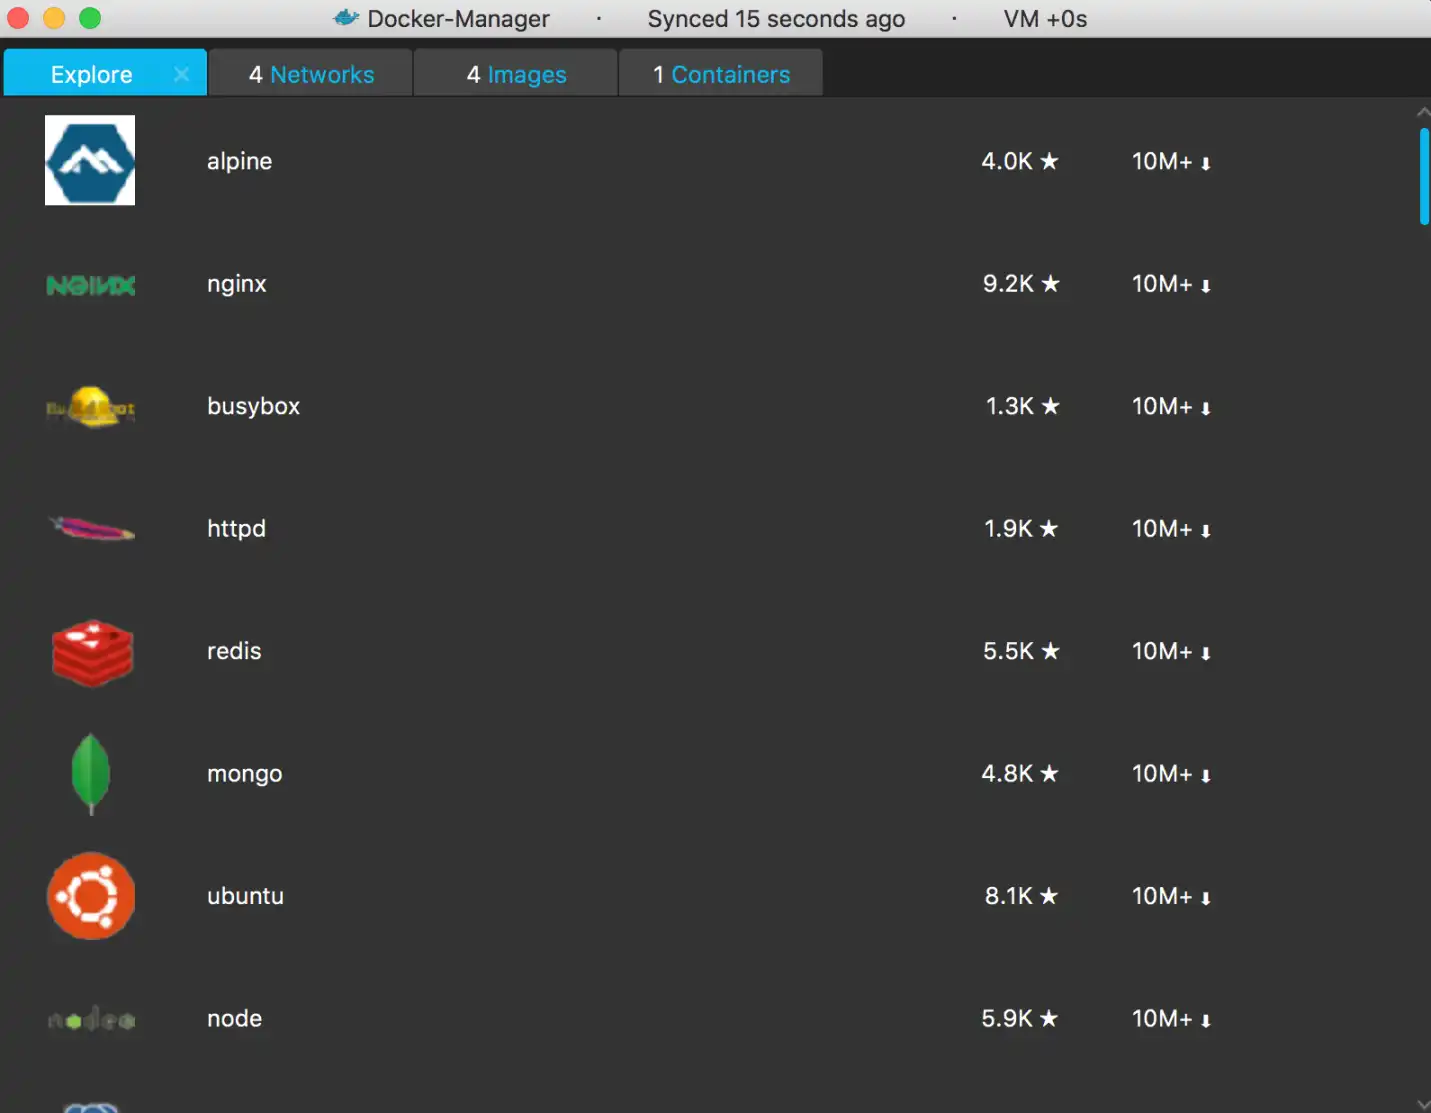 Docker-Manager · Synced 15 seconds ago · VM +0s
Explore × 4 Networks 4 Images 1 Containers
alpine 4.0K ★ 10M+ ⬇
NGINX nginx 9.2K ★ 10M+ ⬇
busybox 1.3K ★ 10M+ ⬇
httpd 1.9K ★ 10M+ ⬇
redis 5.5K ★ 10M+ ⬇
mongo 4.8K ★ 10M+ ⬇
ubuntu 8.1K ★ 10M+ ⬇
node 5.9K ★ 10M+ ⬇